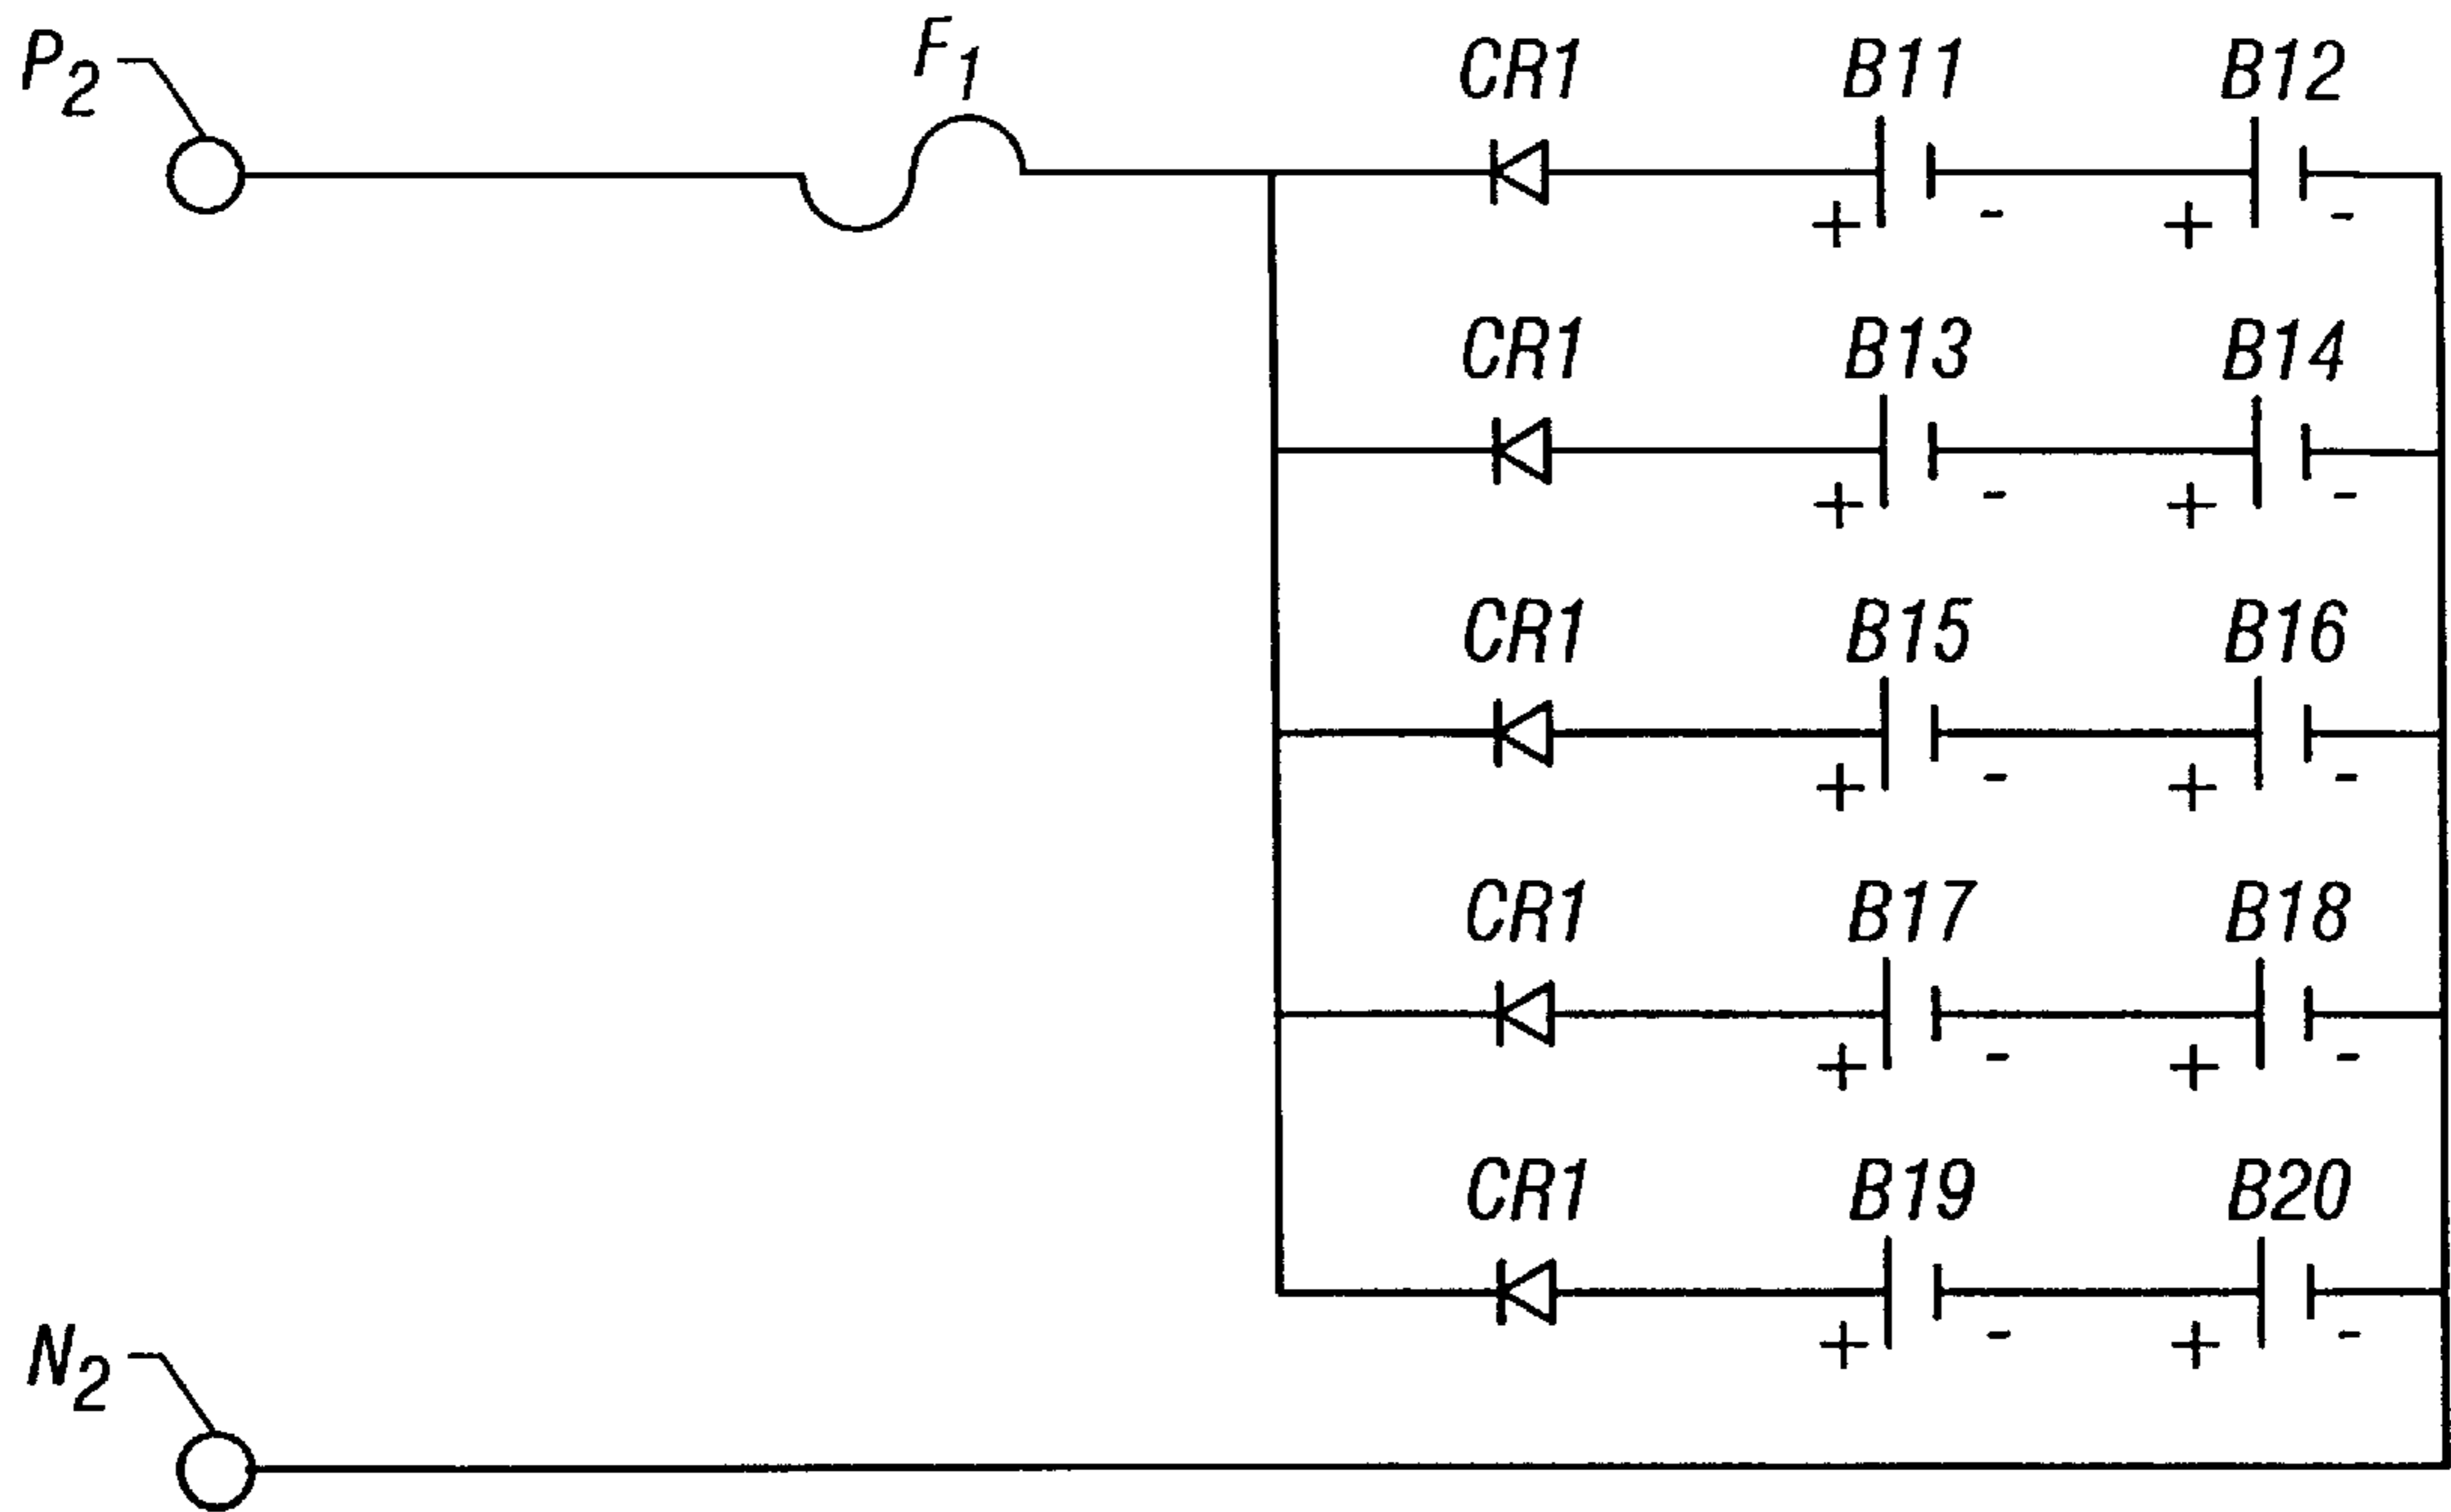 P2 F1 CR1 B11 B12
+ - + -
CR1 B13 B14
+ - + -
CR1 B15 B16
+ - + -
CR1 B17 B18
+ - + -
CR1 B19 B20
+ - + -
N2